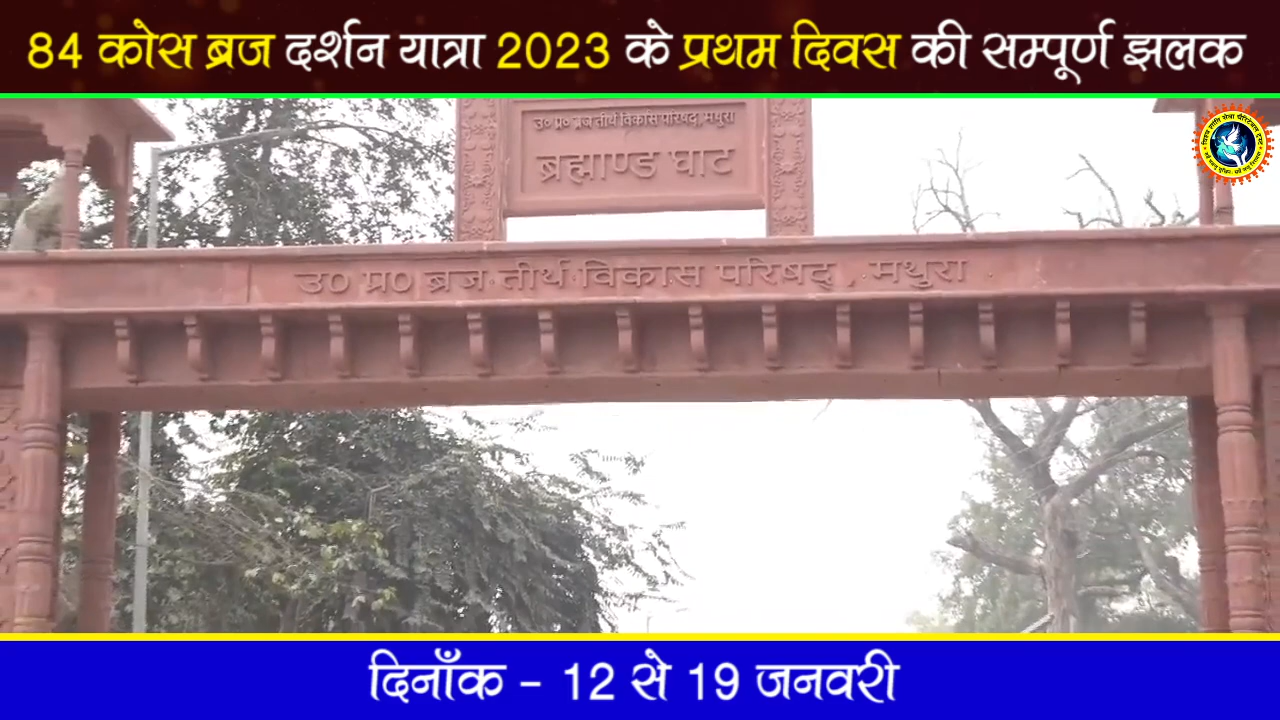 84 कोस ब्रज दर्शन यात्रा 2023 के प्रथम दिवस की सम्पूर्ण झलक
उ० प्र० ब्रज तीर्थ विकास परिषद्, मथुरा
ब्रह्माण्ड घाट
उ० प्र० ब्रज तीर्थ विकास परिषद् , मथुरा
दिनाँक - 12 से 19 जनवरी